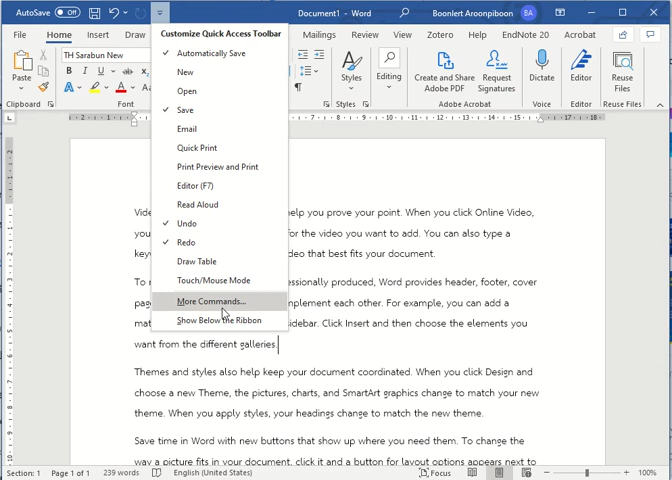 AutoSave Off Document1 - Word Boonlert Aroonpiboon BA
File Home Insert Draw Mailings Review View Zotero Help EndNote 20 Acrobat
Customize Quick Access Toolbar
Automatically Save
New
Open
Save
Email
Quick Print
Print Preview and Print
Editor (F7)
Read Aloud
Undo
Redo
Draw Table
Touch/Mouse Mode
More Commands...
Show Below the Ribbon
Paste
Clipboard
TH Sarabun New
B I U
Font
Styles
Styles
Editing
Create and Share
Adobe PDF
Request
Signatures
Adobe Acrobat
Dictate
Voice
Editor
Editor
Reuse
Files
Reuse Files
help you prove your point. When you click Online Video,
for the video you want to add. You can also type a
that best fits your document.
To
Word provides header, footer, cover
each other. For example, you can add a
sidebar. Click Insert and then choose the elements you
want from the different galleries.
Themes and styles also help keep your document coordinated. When you click Design and
choose a new Theme, the pictures, charts, and SmartArt graphics change to match your new
theme. When you apply styles, your headings change to match the new theme.
Save time in Word with new buttons that show up where you need them. To change the
way a picture fits in your document, click it and a button for layout options appears next to
Section: 1 Page 1 of 1 239 words English (United States) Focus 100%